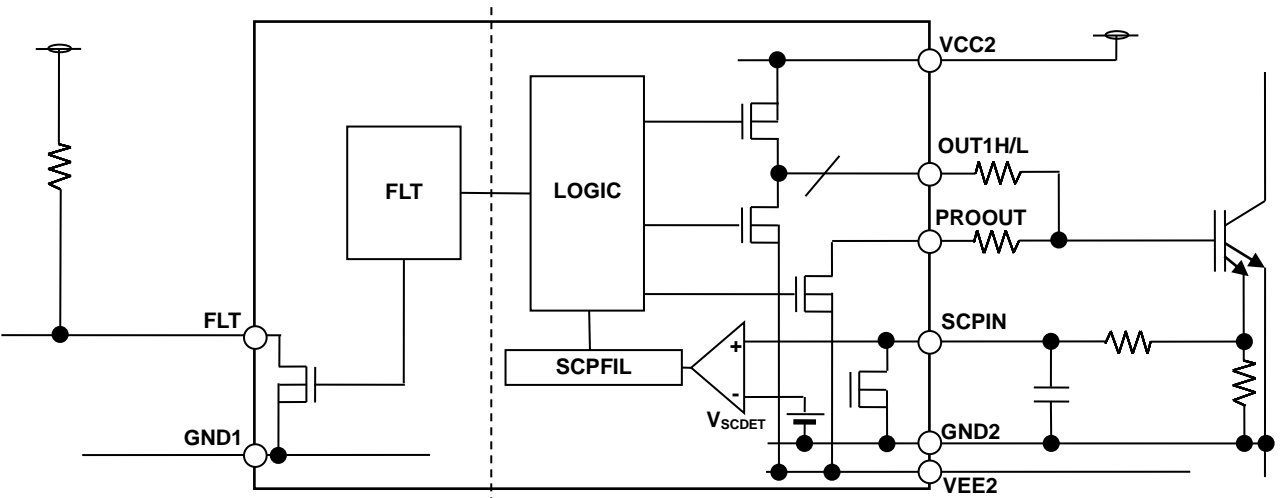 VCC2
OUT1H/L
FLT
LOGIC
PROOUT
FLT
SCPIN
+
SCPFIL
-
VSCDET
GND1
GND2
VEE2